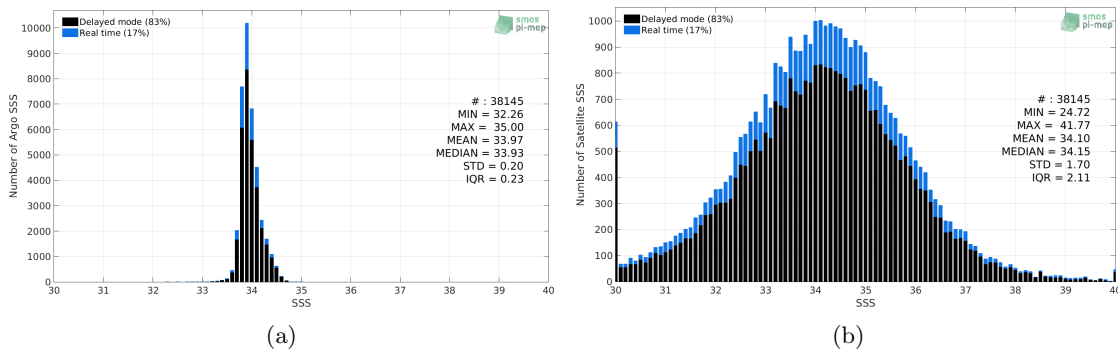 Delayed mode (83%)
Real time (17%)
smos
pi-mep
10000
9000
8000
7000
6000
5000
4000
3000
2000
1000
0
Number of Argo SSS
# : 38145
MIN = 32.26
MAX = 35.00
MEAN = 33.97
MEDIAN = 33.93
STD = 0.20
IQR = 0.23
30 31 32 33 34 35 36 37 38 39 40
SSS
(a)
Delayed mode (83%)
Real time (17%)
smos
pi-mep
1000
900
800
700
600
500
400
300
200
100
0
Number of Satellite SSS
# : 38145
MIN = 24.72
MAX = 41.77
MEAN = 34.10
MEDIAN = 34.15
STD = 1.70
IQR = 2.11
30 31 32 33 34 35 36 37 38 39 40
SSS
(b)